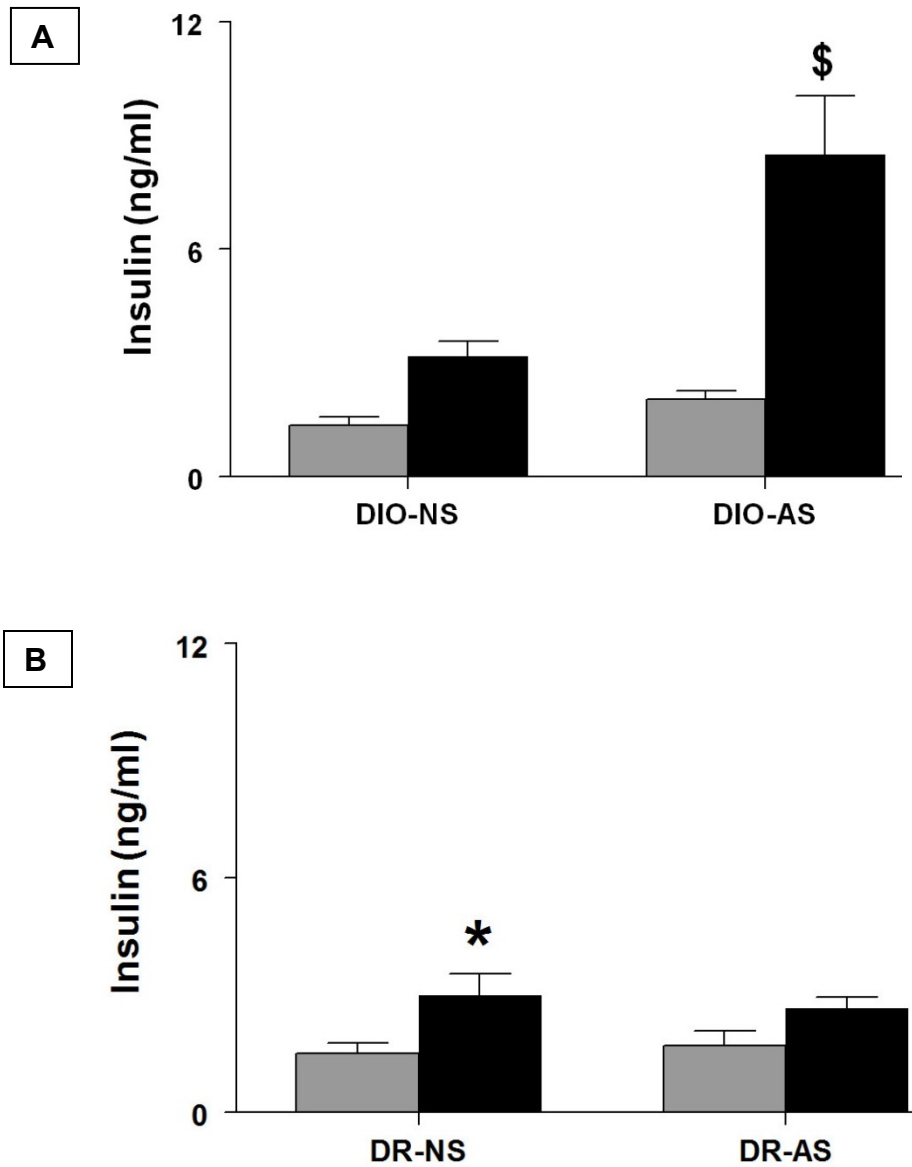 A
12
$
Insulin (ng/ml)
6
0
DIO-NS DIO-AS
B
12
Insulin (ng/ml)
6
*
0
DR-NS DR-AS